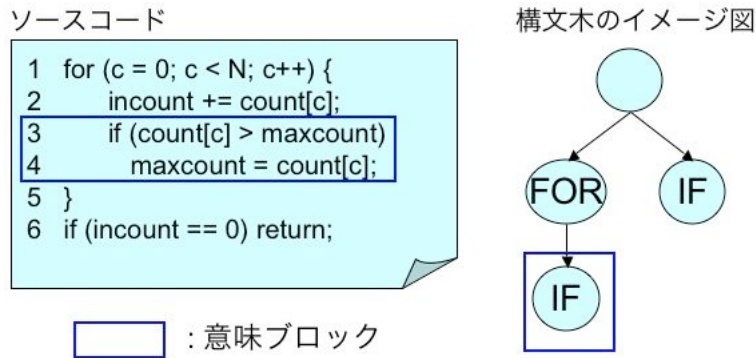 ソースコード
1 for (c = 0; c < N; c++) {
2 incount += count[c];
3 if (count[c] > maxcount)
4 maxcount = count[c];
5 }
6 if (incount == 0) return;
:意味ブロック
構文木のイメージ図
FOR
IF
IF